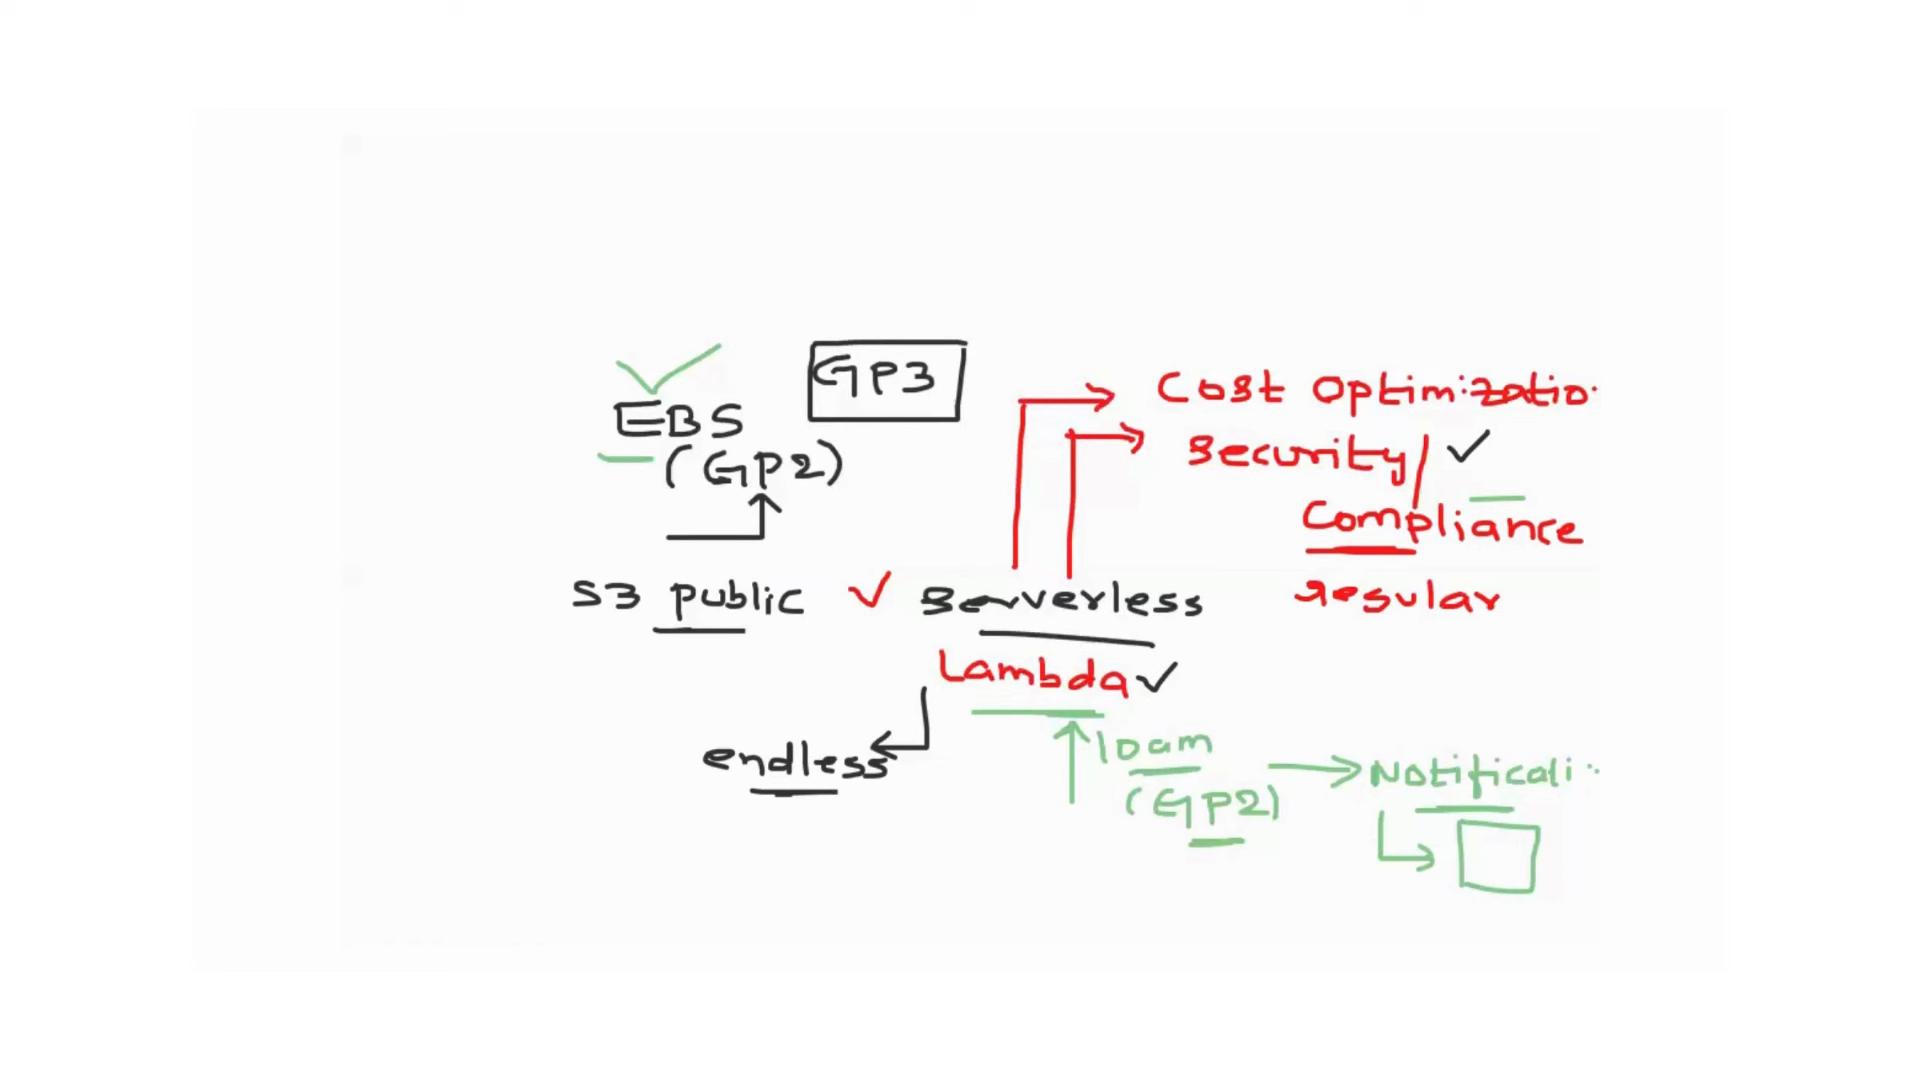 GP3
EBS
(GP2)
Cost Optimizatio
Security/
Compliance
S3 public
Serverless
regular
Lambda
endless
10am
(GP2)
Notificati